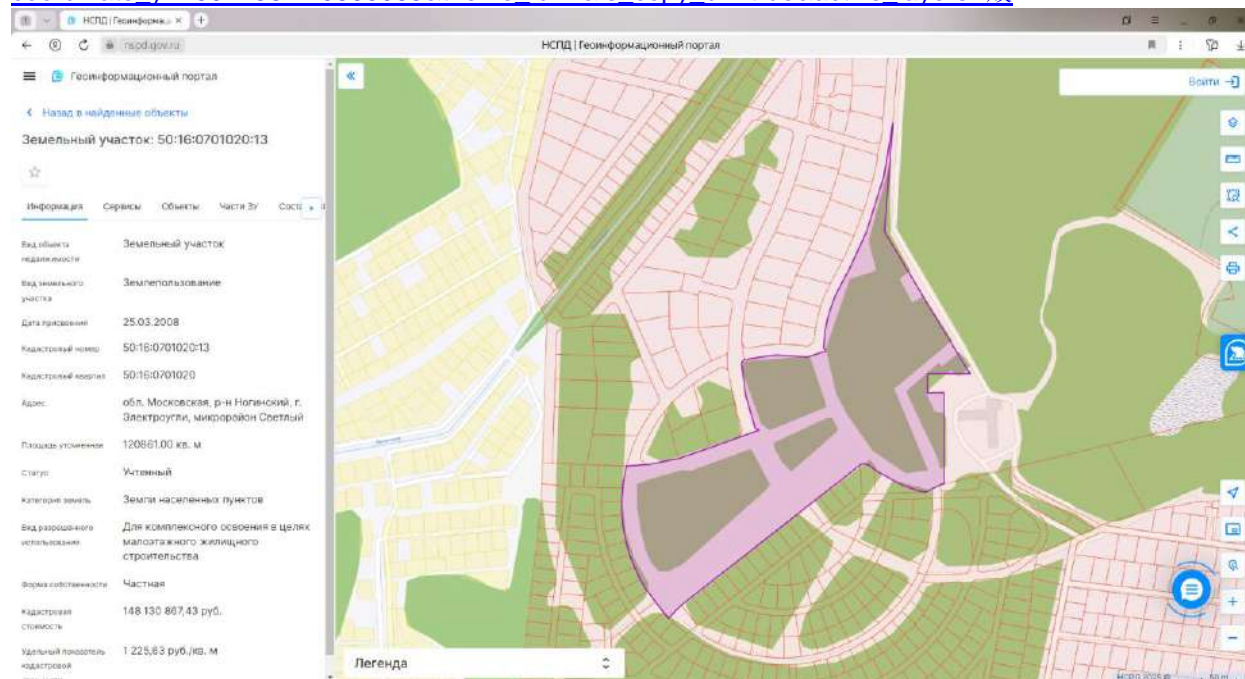 НСПД | Геоинформац... ×
nspd.gov.ru
НСПД | Геоинформационный портал
Геоинформационный портал
Войти
Назад в найденные объекты
Земельный участок: 50:16:0701020:13
Информация Сервисы Объекты Части ЗУ Соста
Вид объекта недвижимости
Земельный участок
Вид земельного участка
Землепользование
Дата присвоения
25.03.2008
Кадастровый номер
50:16:0701020:13
Кадастровый квартал
50:16:0701020
Адрес
обл. Московская, р-н Ногинский, г.
Электроугли, микрорайон Светлый
Площадь уточненная
120861.00 кв. м
Статус
Учтенный
Категория земель
Земли населенных пунктов
Вид разрешенного использования
Для комплексного освоения в целях
малоэтажного жилищного
строительства
Форма собственности
Частная
Кадастровая стоимость
148 130 867,43 руб.
Удельный показатель кадастровой
1 225,63 руб./кв. м
Легенда